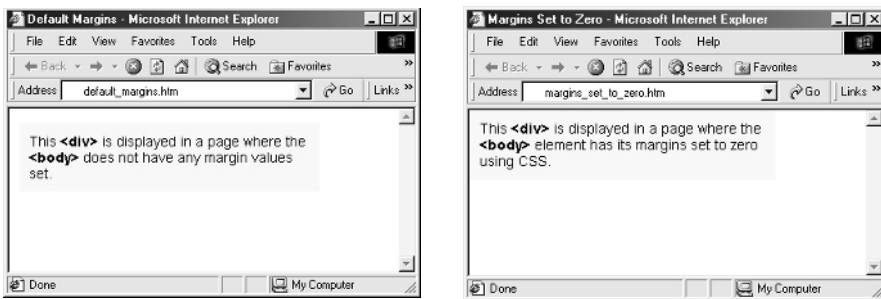 Default Margins - Microsoft Internet Explorer
File Edit View Favorites Tools Help
Back Search Favorites »
Address default_margins.htm Go Links »
This <div> is displayed in a page where the
<body> does not have any margin values
set.
Done My Computer
Margins Set to Zero - Microsoft Internet Explorer
File Edit View Favorites Tools Help
Back Search Favorites »
Address margins_set_to_zero.htm Go Links »
This <div> is displayed in a page where the
<body> element has its margins set to zero
using CSS.
Done My Computer